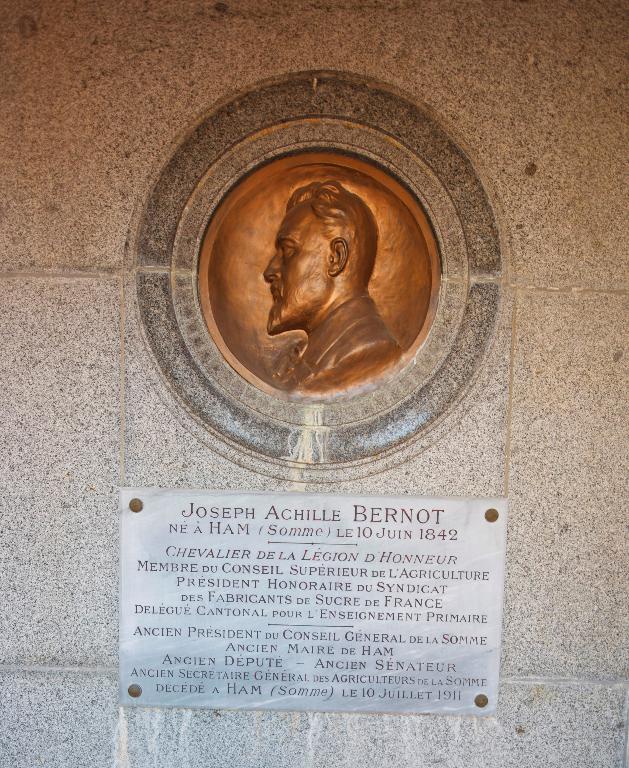 Joseph Achille BERNOT
NÉ À HAM (Somme) LE 10 JUIN 1842
CHEVALIER DE LA LÉGION D'HONNEUR
MEMBRE DU CONSEIL SUPÉRIEUR DE L'AGRICULTURE
PRÉSIDENT HONORAIRE DU SYNDICAT
DES FABRICANTS DE SUCRE DE FRANCE
DÉLÉGUÉ CANTONAL POUR L'ENSEIGNEMENT PRIMAIRE
ANCIEN PRÉSIDENT DU CONSEIL GÉNÉRAL DE LA SOMME
ANCIEN MAIRE DE HAM
ANCIEN DÉPUTÉ – ANCIEN SÉNATEUR
ANCIEN SECRÉTAIRE GÉNÉRAL DES AGRICULTEURS DE LA SOMME
DÉCÉDÉ À HAM (Somme) LE 10 JUILLET 1911